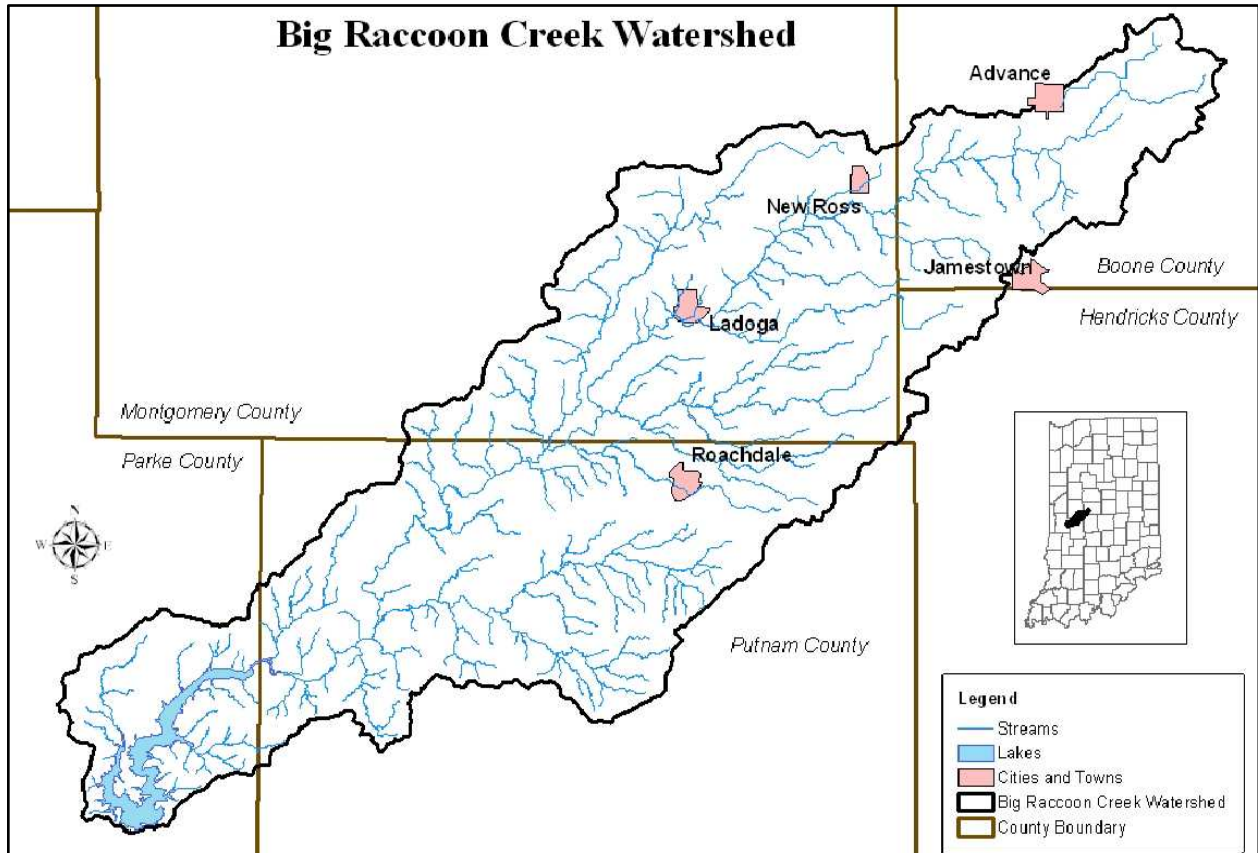 Big Raccoon Creek Watershed
Advance
New Ross
Jamestown
Boone County
Hendricks County
Ladoga
Montgomery County
Parke County
Roachdale
N
W E
S
Putnam County
Legend
Streams
Lakes
Cities and Towns
Big Raccoon Creek Watershed
County Boundary